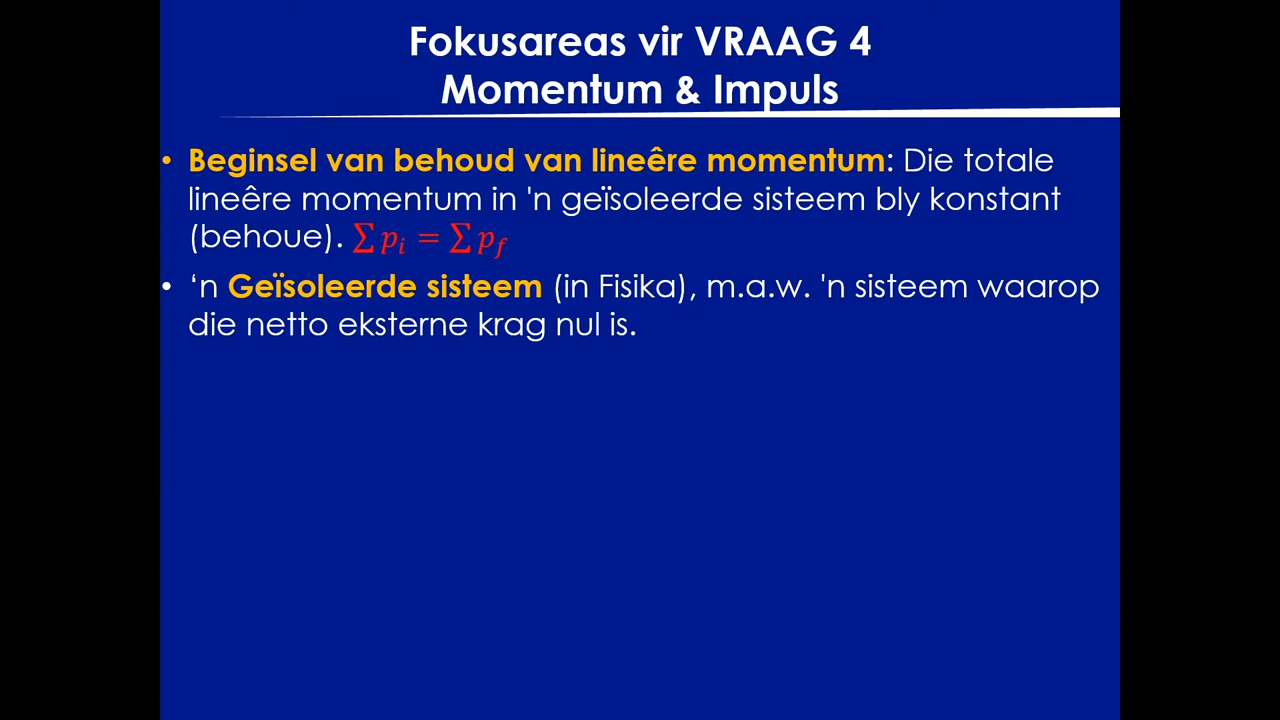 Fokusareas vir VRAAG 4
Momentum & Impuls
• Beginsel van behoud van lineêre momentum: Die totale
lineêre momentum in 'n geïsoleerde sisteem bly konstant
(behoue). ∑pᵢ = ∑p_f
• ‘n Geïsoleerde sisteem (in Fisika), m.a.w. 'n sisteem waarop
die netto eksterne krag nul is.